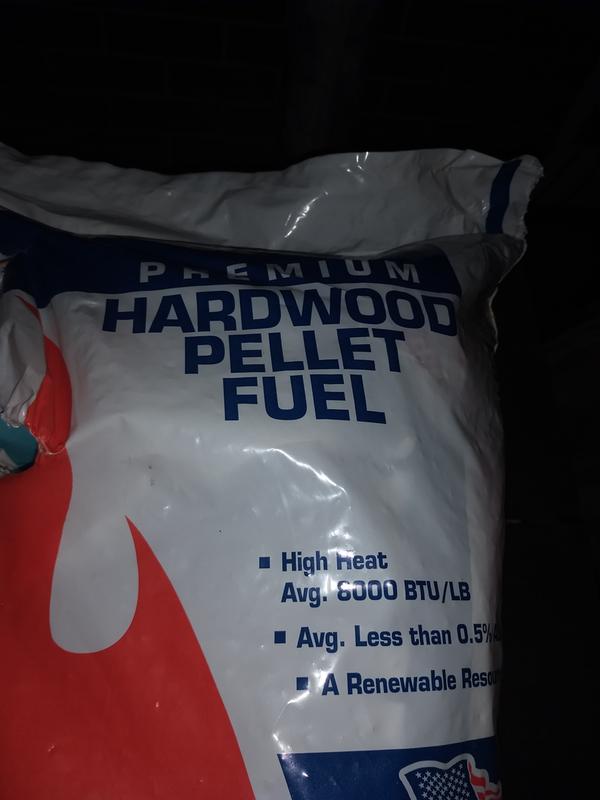 PREMIUM
HARDWOOD
PELLET
FUEL
▪ High Heat
Avg. 8000 BTU/LB
▪ Avg. Less than 0.5%
▪ A Renewable